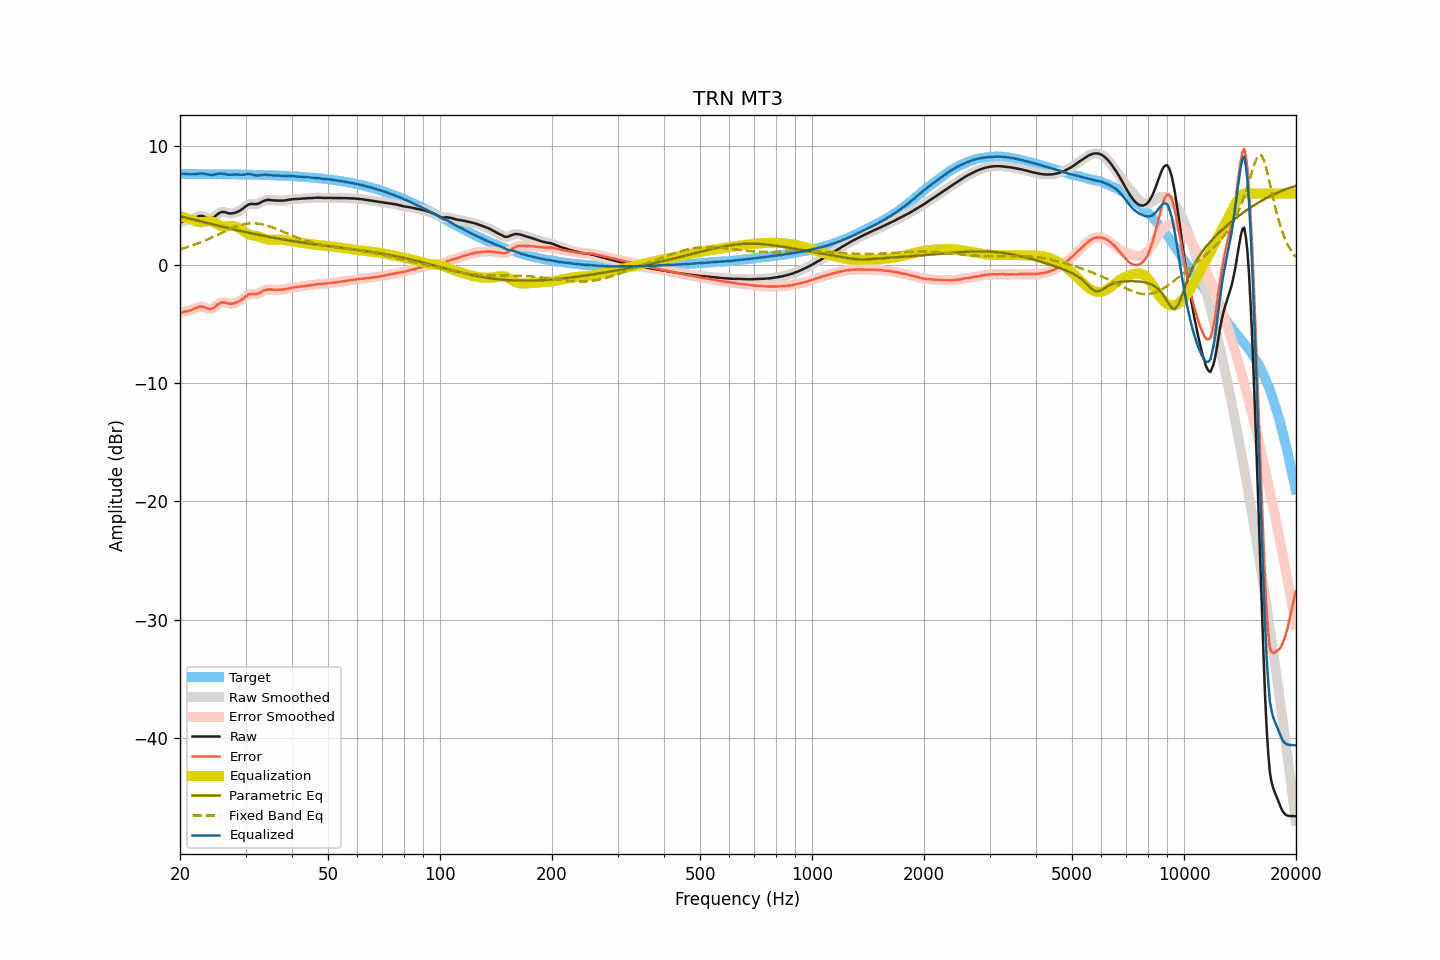 TRN MT3
10
0
−10
−20
−30
−40
Amplitude (dBr)
Target
Raw Smoothed
Error Smoothed
Raw
Error
Equalization
Parametric Eq
Fixed Band Eq
Equalized
20 50 100 200 500 1000 2000 5000 10000 20000
Frequency (Hz)